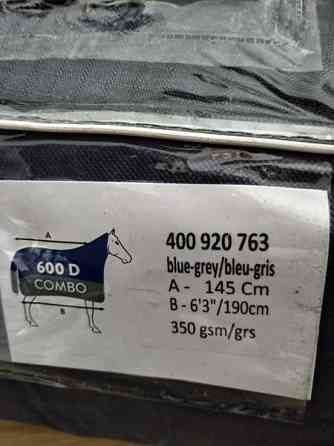 A
600 D
COMBO
B
400 920 763
blue-grey/bleu-gris
A - 145 Cm
B - 6'3"/190cm
350 gsm/grs